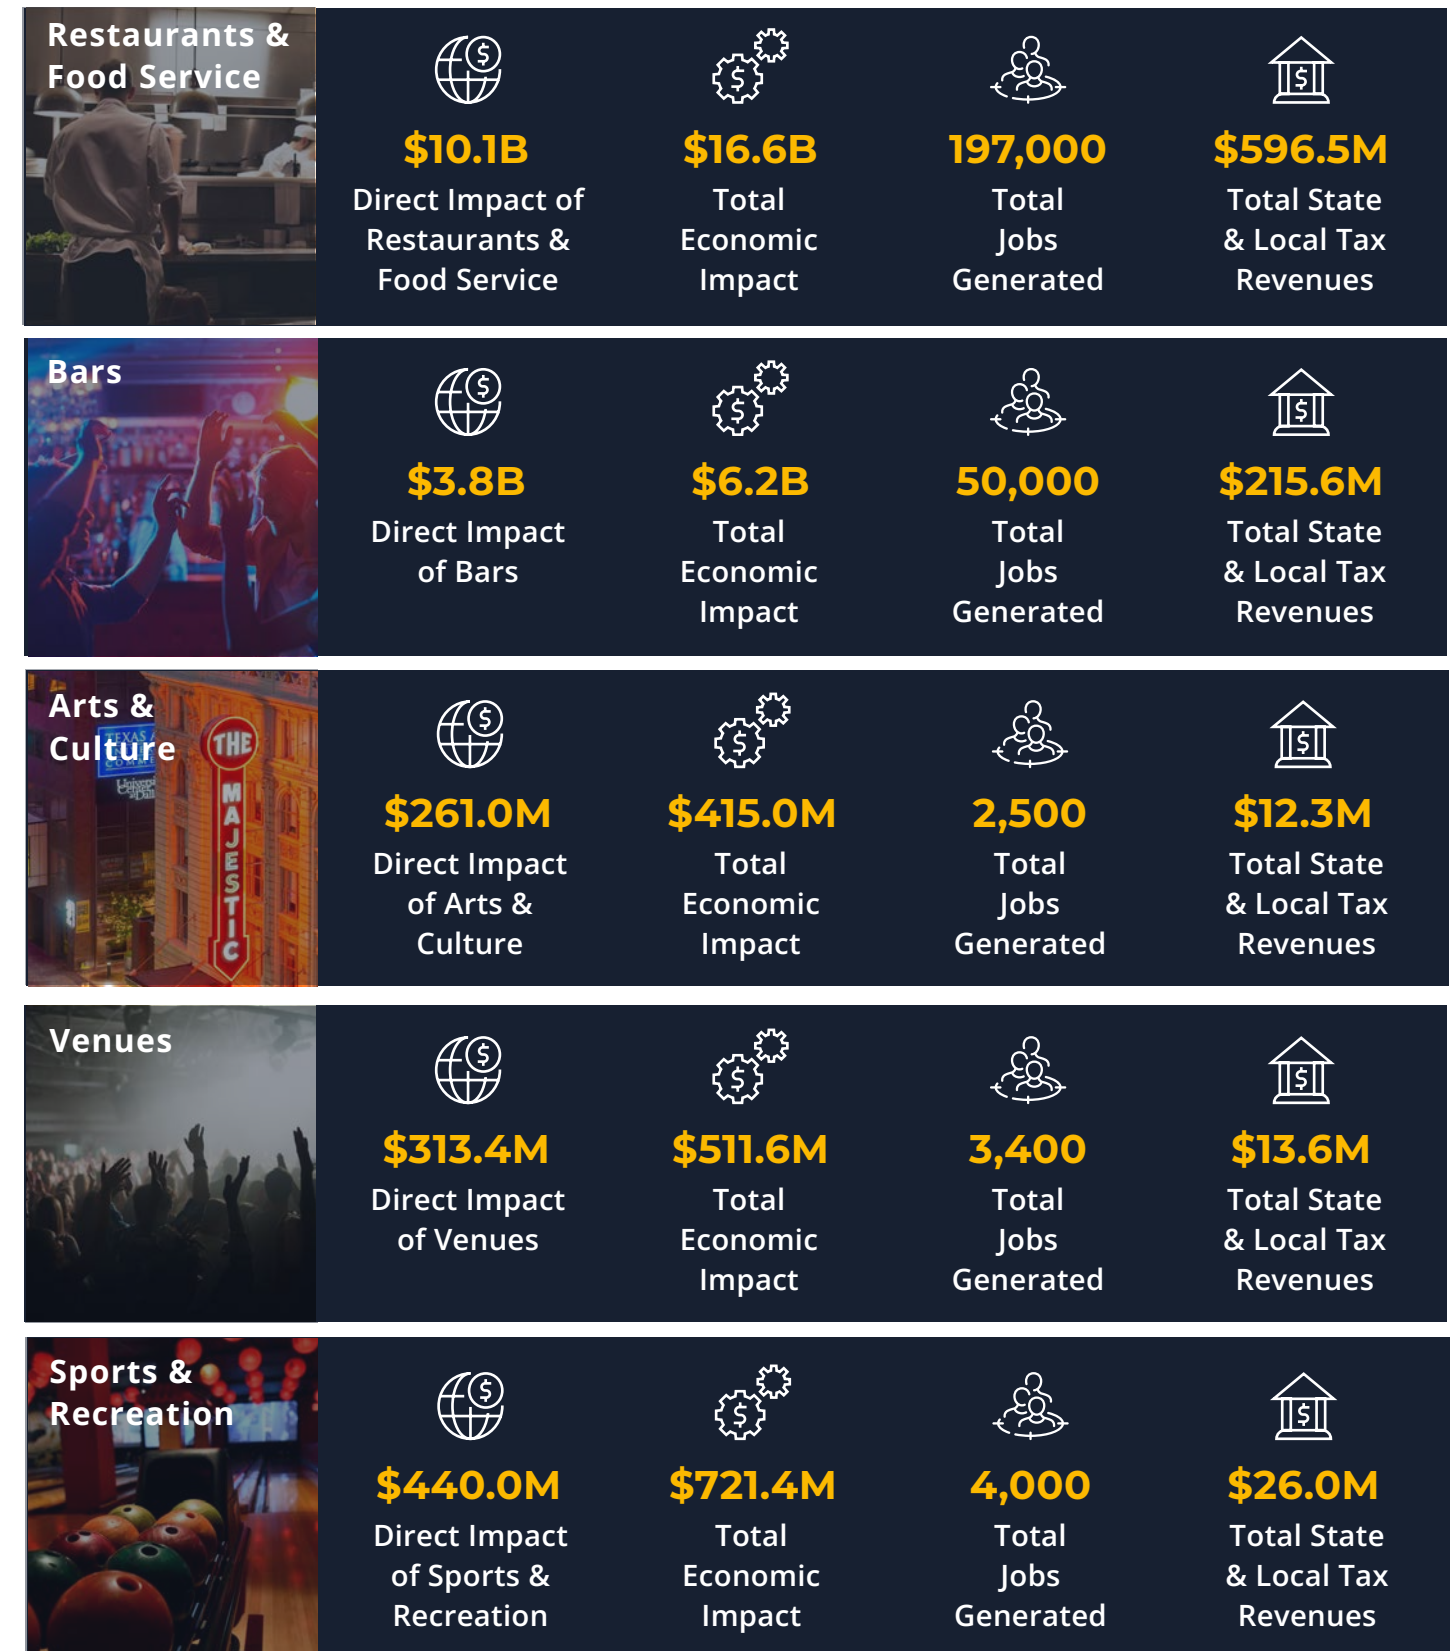 Restaurants &
Food Service
$10.1B
Direct Impact of
Restaurants &
Food Service
$16.6B
Total
Economic
Impact
197,000
Total
Jobs
Generated
$596.5M
Total State
& Local Tax
Revenues
Bars
$3.8B
Direct Impact
of Bars
$6.2B
Total
Economic
Impact
50,000
Total
Jobs
Generated
$215.6M
Total State
& Local Tax
Revenues
Arts &
Culture
TEXAS
THE
MAJESTIC
$261.0M
Direct Impact
of Arts &
Culture
$415.0M
Total
Economic
Impact
2,500
Total
Jobs
Generated
$12.3M
Total State
& Local Tax
Revenues
Venues
$313.4M
Direct Impact
of Venues
$511.6M
Total
Economic
Impact
3,400
Total
Jobs
Generated
$13.6M
Total State
& Local Tax
Revenues
Sports &
Recreation
$440.0M
Direct Impact
of Sports &
Recreation
$721.4M
Total
Economic
Impact
4,000
Total
Jobs
Generated
$26.0M
Total State
& Local Tax
Revenues